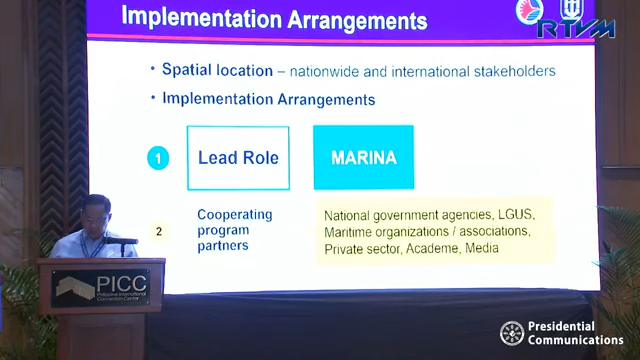 Implementation Arrangements
RTVM
• Spatial location – nationwide and international stakeholders
• Implementation Arrangements
1
Lead Role
MARINA
2
Cooperating
program
partners
National government agencies, LGUS,
Maritime organizations / associations,
Private sector, Academe, Media
PICC
Philippine International
Convention Center
Presidential
Communications